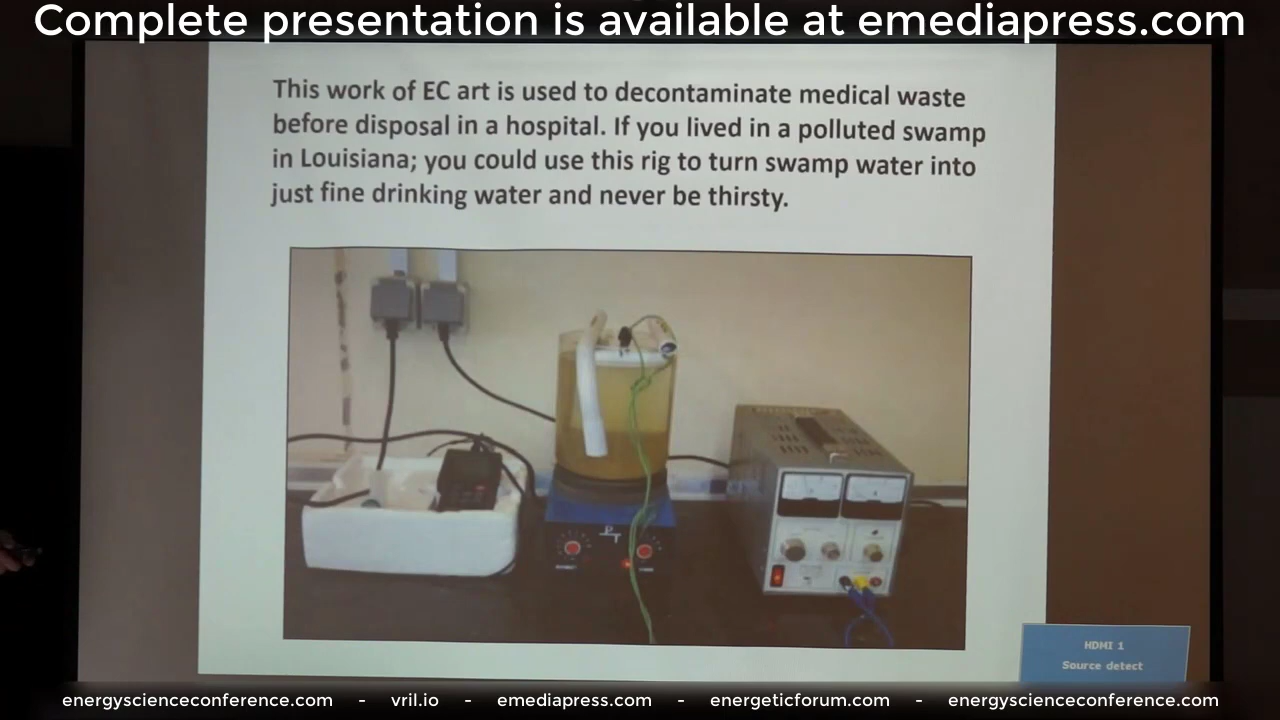 Complete presentation is available at emediapress.com
This work of EC art is used to decontaminate medical waste
before disposal in a hospital. If you lived in a polluted swamp
in Louisiana; you could use this rig to turn swamp water into
just fine drinking water and never be thirsty.
HDMI 1
Source detect
energyscienceconference.com - vril.io - emediapress.com - energeticforum.com - energyscienceconference.com